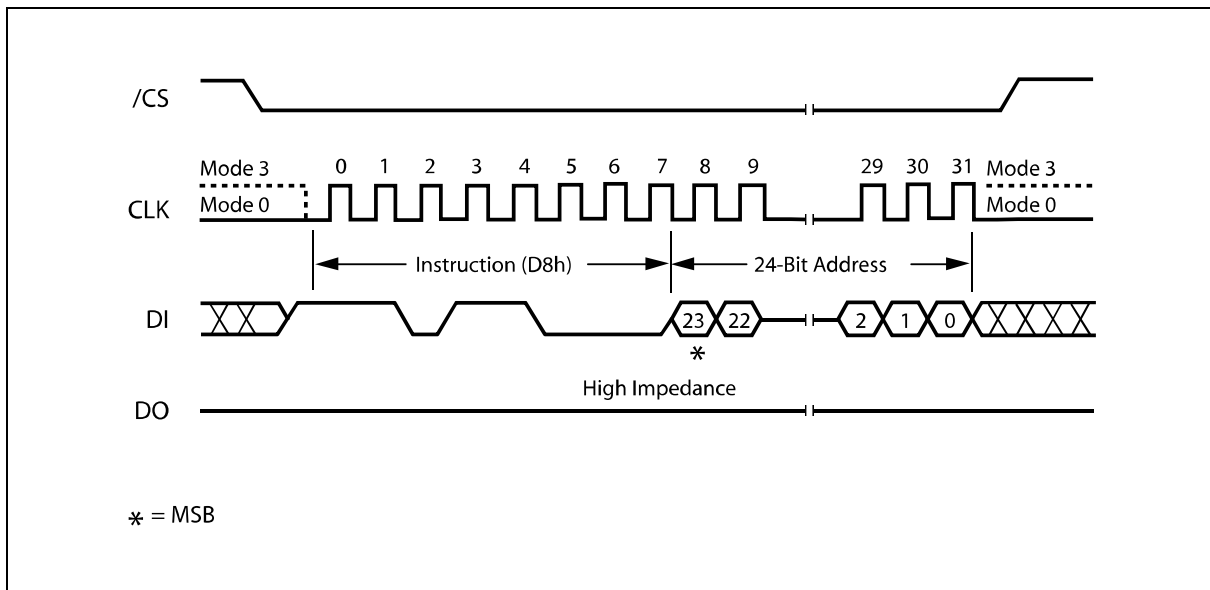 /CS
Mode 3 0 1 2 3 4 5 6 7 8 9 29 30 31 Mode 3
CLK Mode 0 Mode 0
Instruction (D8h) 24-Bit Address
DI 23 22 2 1 0
*
High Impedance
DO
* = MSB